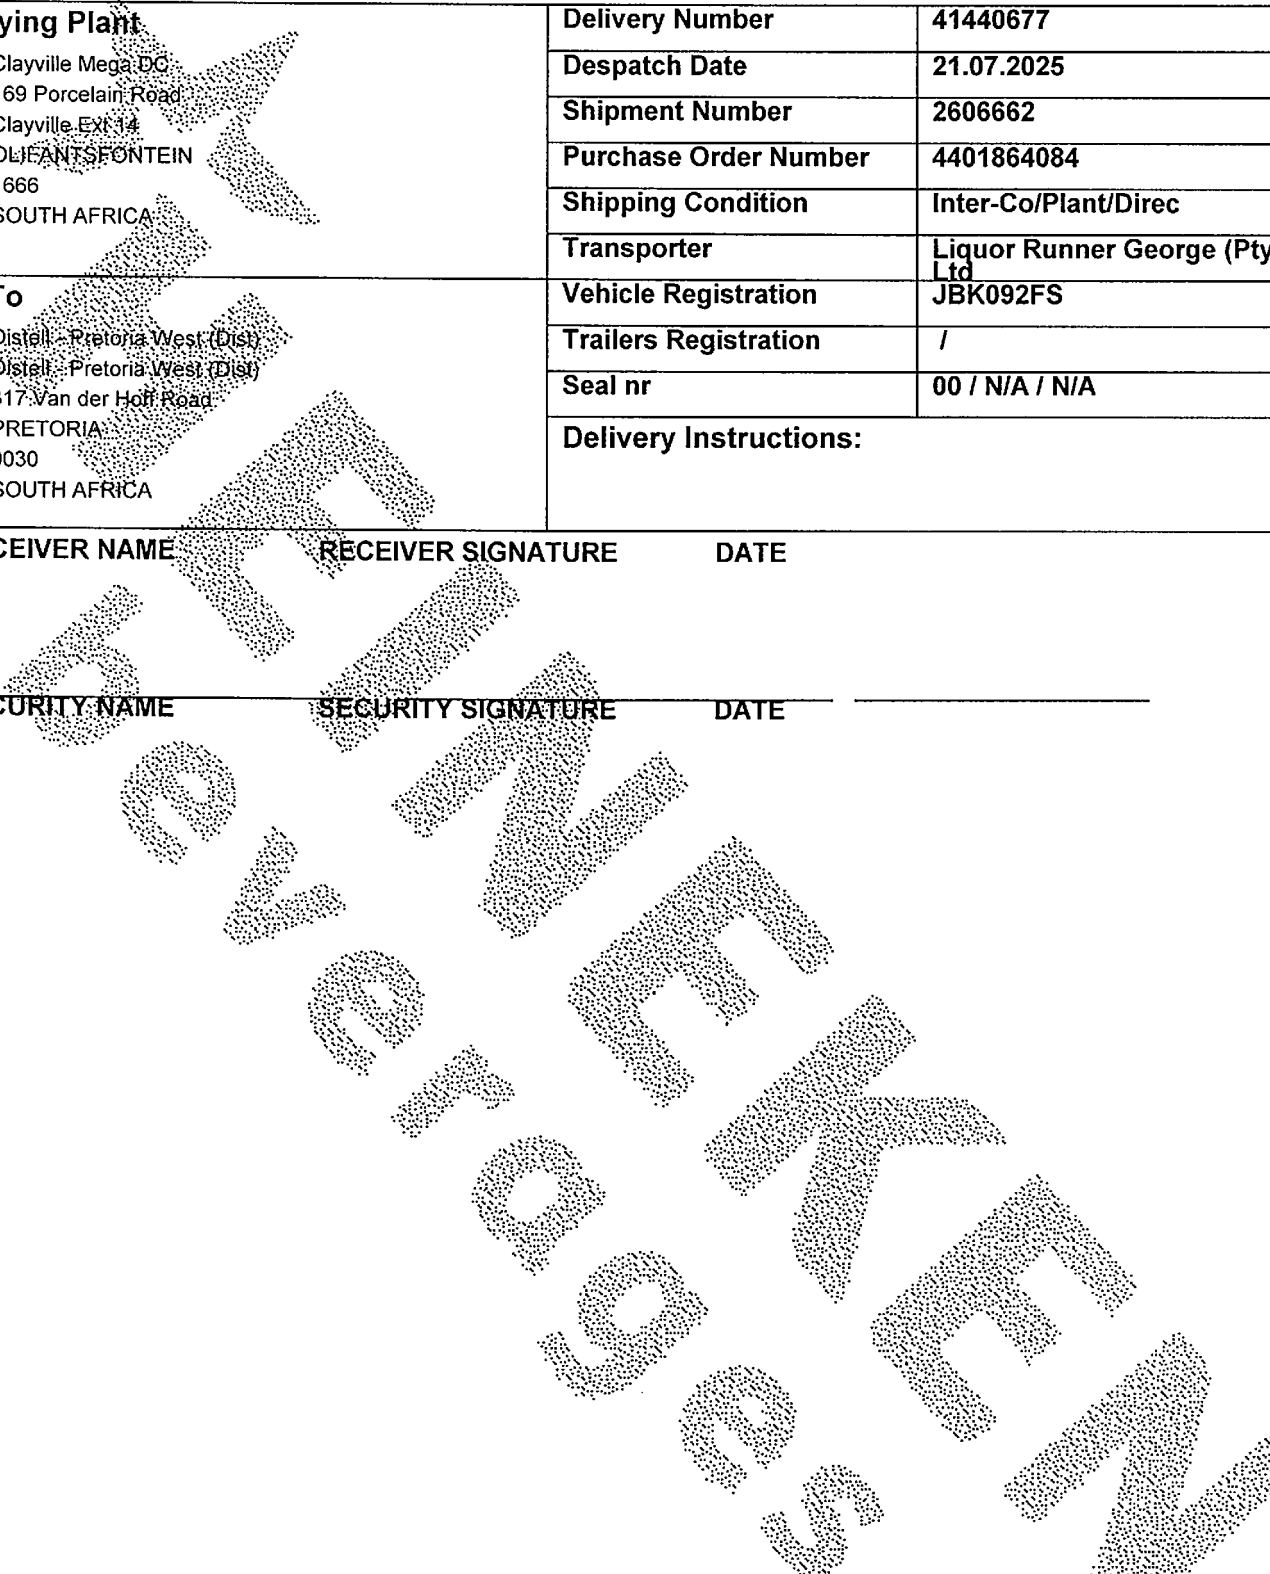 ying Plant
Clayville Mega DC
69 Porcelain Road
Clayville Ext 14
OLIFANTSFONTEIN
666
SOUTH AFRICA
To
Distell - Pretoria West (Dist)
Distell - Pretoria West (Dist)
317 Van der Hoff Road
PRETORIA
0030
SOUTH AFRICA
Delivery Number 41440677
Despatch Date 21.07.2025
Shipment Number 2606662
Purchase Order Number 4401864084
Shipping Condition Inter-Co/Plant/Direc
Transporter Liquor Runner George (Pty
Ltd
Vehicle Registration JBK092FS
Trailers Registration /
Seal nr 00 / N/A / N/A
Delivery Instructions:
CEIVER NAME RECEIVER SIGNATURE DATE
CURITY NAME SECURITY SIGNATURE DATE
HEINEKEN
Beverages